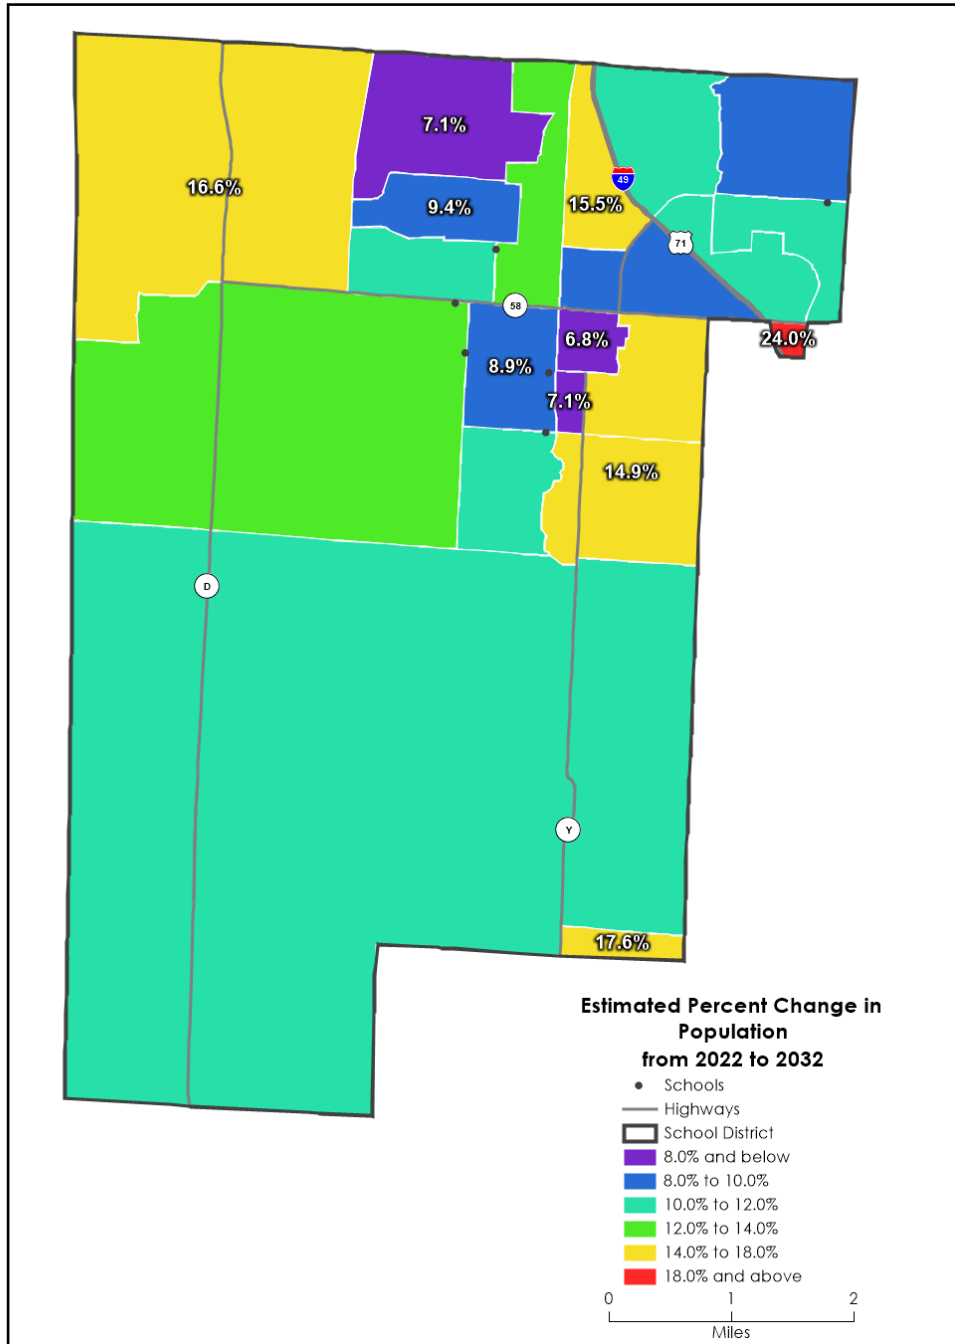 7.1%
16.6%
49
9.4%
15.5%
71
58
6.8%
24.0%
8.9%
7.1%
14.9%
D
Y
17.6%
Estimated Percent Change in
Population
from 2022 to 2032
Schools
Highways
School District
8.0% and below
8.0% to 10.0%
10.0% to 12.0%
12.0% to 14.0%
14.0% to 18.0%
18.0% and above
0 1 2
Miles